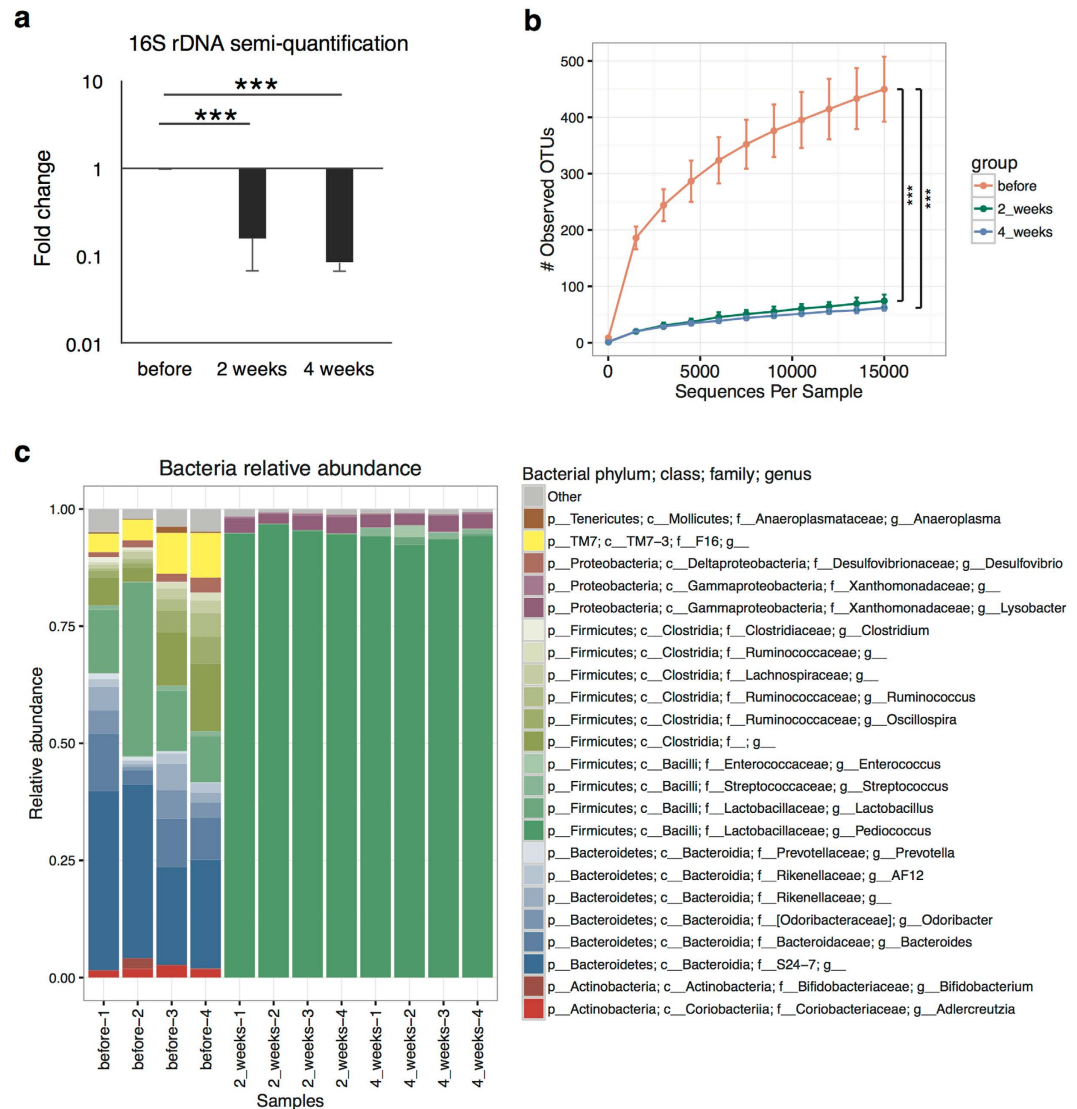 a
16S rDNA semi-quantification
10
1
0.1
0.01
Fold change
***
***
before 2 weeks 4 weeks
b
500
400
300
200
100
0
# Observed OTUs
0 5000 10000 15000
Sequences Per Sample
***
***
group
before
2_weeks
4_weeks
c
Bacteria relative abundance
1.00
0.75
0.50
0.25
0.00
Relative abundance
before-1
before-2
before-3
before-4
2_weeks-1
2_weeks-2
2_weeks-3
2_weeks-4
4_weeks-1
4_weeks-2
4_weeks-3
4_weeks-4
Samples
Bacterial phylum; class; family; genus
Other
p__Tenericutes; c__Mollicutes; f__Anaeroplasmataceae; g__Anaeroplasma
p__TM7; c__TM7-3; f__F16; g__
p__Proteobacteria; c__Deltaproteobacteria; f__Desulfovibrionaceae; g__Desulfovibrio
p__Proteobacteria; c__Gammaproteobacteria; f__Xanthomonadaceae; g__
p__Proteobacteria; c__Gammaproteobacteria; f__Xanthomonadaceae; g__Lysobacter
p__Firmicutes; c__Clostridia; f__Clostridiaceae; g__Clostridium
p__Firmicutes; c__Clostridia; f__Ruminococcaceae; g__
p__Firmicutes; c__Clostridia; f__Lachnospiraceae; g__
p__Firmicutes; c__Clostridia; f__Ruminococcaceae; g__Ruminococcus
p__Firmicutes; c__Clostridia; f__Ruminococcaceae; g__Oscillospira
p__Firmicutes; c__Clostridia; f__; g__
p__Firmicutes; c__Bacilli; f__Enterococcaceae; g__Enterococcus
p__Firmicutes; c__Bacilli; f__Streptococcaceae; g__Streptococcus
p__Firmicutes; c__Bacilli; f__Lactobacillaceae; g__Lactobacillus
p__Firmicutes; c__Bacilli; f__Lactobacillaceae; g__Pediococcus
p__Bacteroidetes; c__Bacteroidia; f__Prevotellaceae; g__Prevotella
p__Bacteroidetes; c__Bacteroidia; f__Rikenellaceae; g__AF12
p__Bacteroidetes; c__Bacteroidia; f__Rikenellaceae; g__
p__Bacteroidetes; c__Bacteroidia; f__[Odoribacteraceae]; g__Odoribacter
p__Bacteroidetes; c__Bacteroidia; f__Bacteroidaceae; g__Bacteroides
p__Bacteroidetes; c__Bacteroidia; f__S24-7; g__
p__Actinobacteria; c__Actinobacteria; f__Bifidobacteriaceae; g__Bifidobacterium
p__Actinobacteria; c__Coriobacteriia; f__Coriobacteriaceae; g__Adlercreutzia